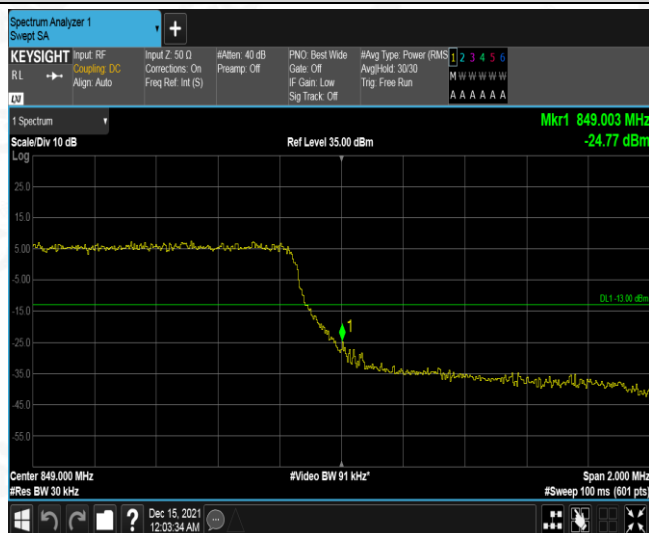 Spectrum Analyzer 1
Swept SA
+
KEYSIGHT
RL
LXI
Input: RF
Coupling: DC
Align: Auto
Input Z: 50 Ω
Corrections: On
Freq Ref: Int (S)
#Atten: 40 dB
Preamp: Off
PNO: Best Wide
Gate: Off
IF Gain: Low
Sig Track: Off
#Avg Type: Power (RMS
Avg|Hold: 30/30
Trig: Free Run
1 2 3 4 5 6
M W W W W W
A A A A A A
1 Spectrum
Mkr1 849.003 MHz
Scale/Div 10 dB
Ref Level 35.00 dBm
-24.77 dBm
Log
25.0
15.0
5.00
-5.00
DL1 -13.00 dBm
-15.0
1
-25.0
-35.0
-45.0
-55.0
Center 849.000 MHz
#Video BW 91 kHz*
Span 2.000 MHz
#Res BW 30 kHz
#Sweep 100 ms (601 pts)
?
Dec 15, 2021
12:03:34 AM